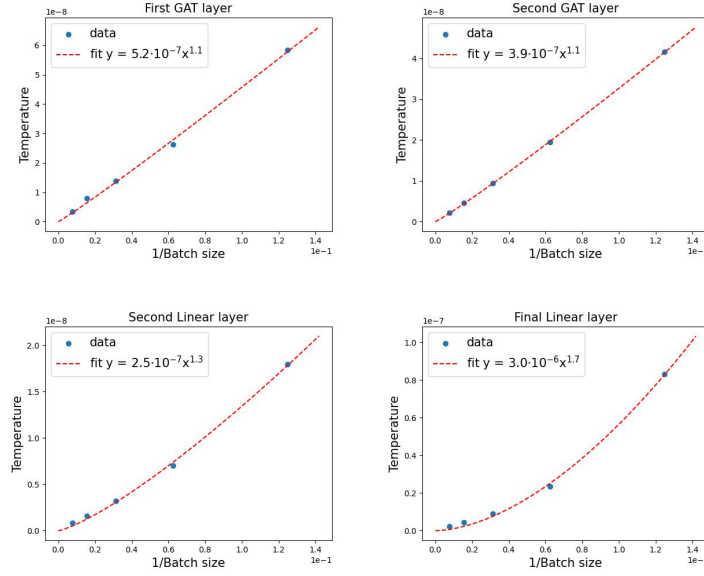 First GAT layer
1e−8
data
fit y = 5.2·10⁻⁷x¹·¹
Temperature
6
5
4
3
2
1
0
0.0 0.2 0.4 0.6 0.8 1.0 1.2 1.4
1e−1
1/Batch size
Second GAT layer
1e−8
data
fit y = 3.9·10⁻⁷x¹·¹
Temperature
4
3
2
1
0
0.0 0.2 0.4 0.6 0.8 1.0 1.2 1.4
1/Batch size
Second Linear layer
1e−8
data
fit y = 2.5·10⁻⁷x¹·³
Temperature
2.0
1.5
1.0
0.5
0.0
0.0 0.2 0.4 0.6 0.8 1.0 1.2 1.4
1e−1
1/Batch size
Final Linear layer
1e−7
data
fit y = 3.0·10⁻⁶x¹·⁷
Temperature
1.0
0.8
0.6
0.4
0.2
0.0
0.0 0.2 0.4 0.6 0.8 1.0 1.2 1.4
1/Batch size